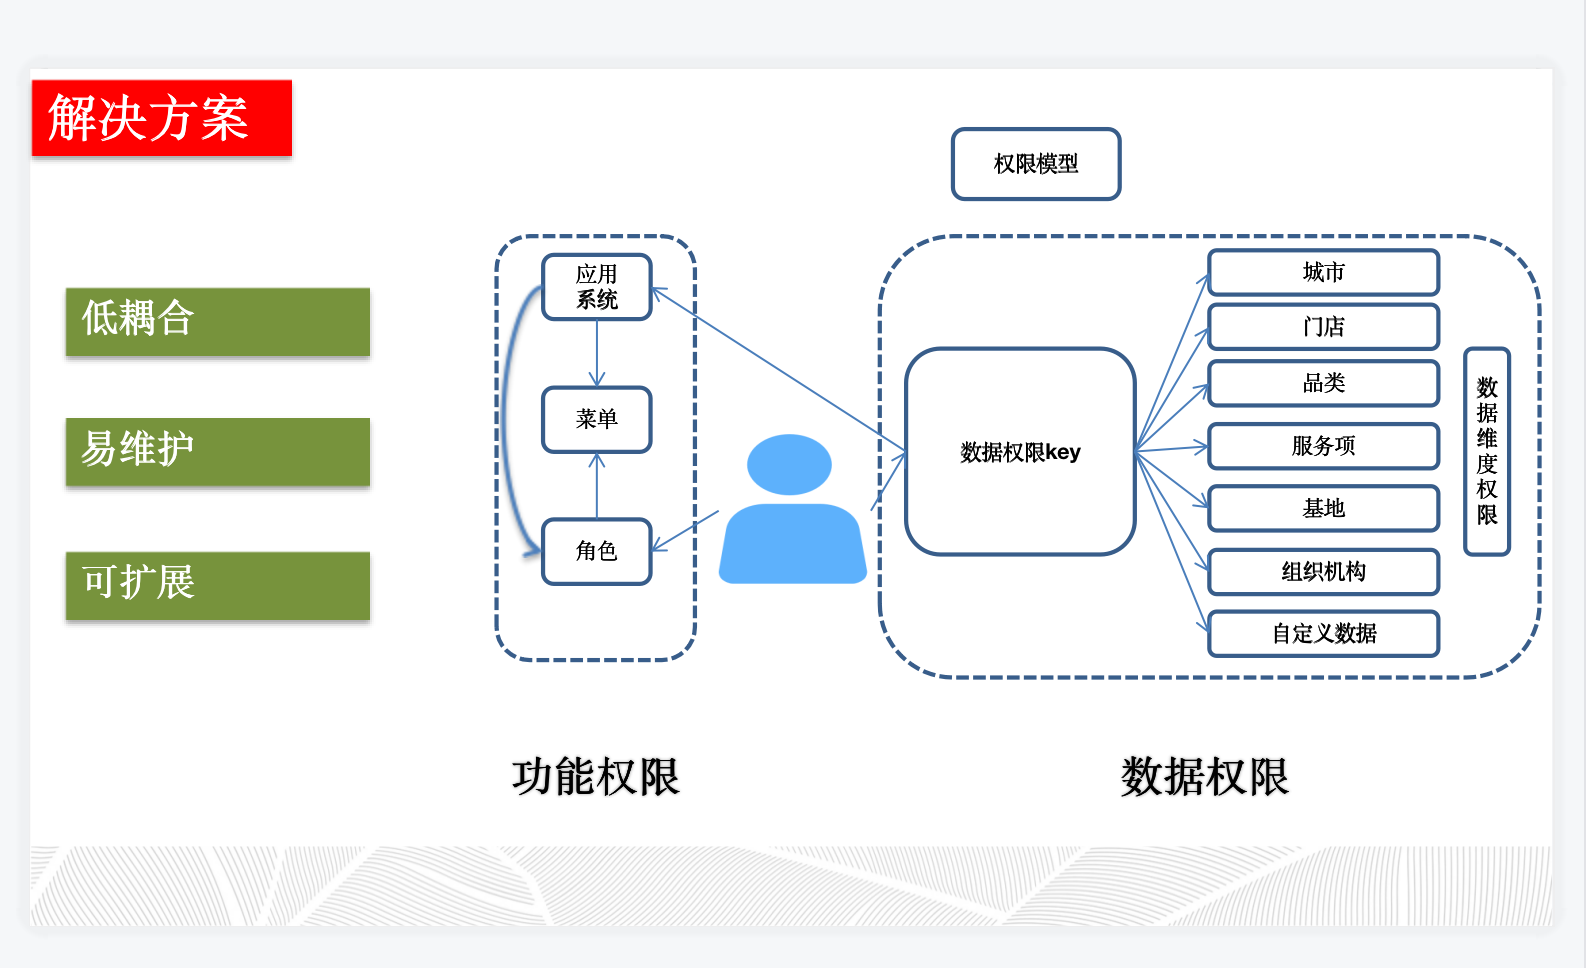 解决方案
权限模型
低耦合
易维护
可扩展
应用
系统
菜单
角色
数据权限key
城市
门店
品类
服务项
基地
组织机构
自定义数据
数
据
维
度
权
限
功能权限
数据权限